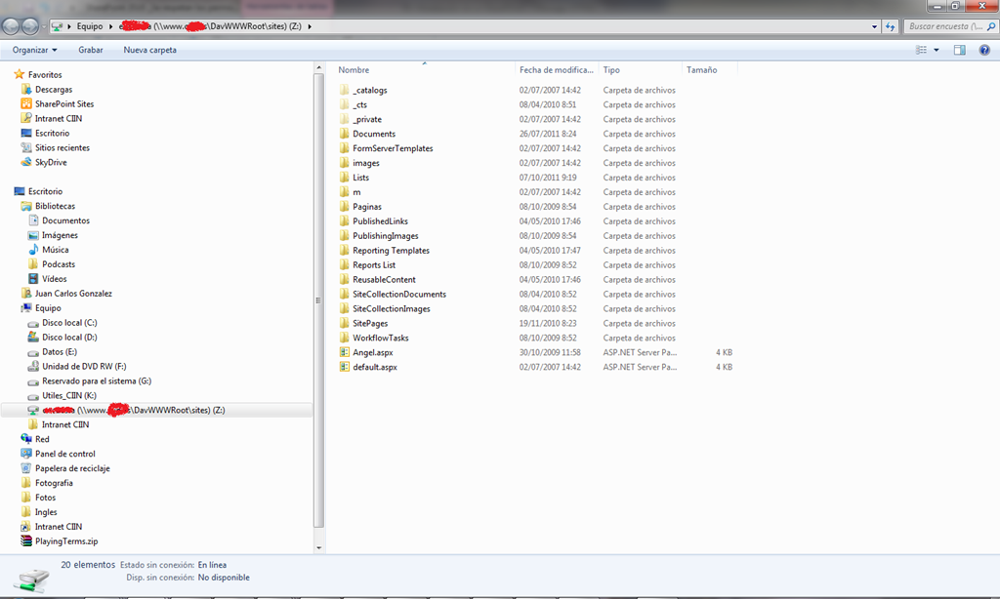 Equipo (\\www. \DavWWWRoot\sites) (Z:)
Buscar encuesta (\...
Organizar Grabar Nueva carpeta
Favoritos
Descargas
SharePoint Sites
Intranet CIIN
Escritorio
Sitios recientes
SkyDrive
Escritorio
Bibliotecas
Documentos
Imágenes
Música
Podcasts
Vídeos
Juan Carlos Gonzalez
Equipo
Disco local (C:)
Disco local (D:)
Datos (E:)
Unidad de DVD RW (F:)
Reservado para el sistema (G:)
Utiles_CIIN (K:)
(\\www. \DavWWWRoot\sites) (Z:)
Intranet CIIN
Red
Panel de control
Papelera de reciclaje
Fotografia
Fotos
Ingles
Intranet CIIN
PlayingTerms.zip
Nombre Fecha de modifica... Tipo Tamaño
_catalogs 02/07/2007 14:42 Carpeta de archivos
_cts 08/04/2010 8:51 Carpeta de archivos
_private 02/07/2007 14:42 Carpeta de archivos
Documents 26/07/2011 8:24 Carpeta de archivos
FormServerTemplates 02/07/2007 14:42 Carpeta de archivos
images 02/07/2007 14:42 Carpeta de archivos
Lists 07/10/2011 9:19 Carpeta de archivos
m 02/07/2007 14:42 Carpeta de archivos
Paginas 08/10/2009 8:54 Carpeta de archivos
PublishedLinks 04/05/2010 17:46 Carpeta de archivos
PublishingImages 08/10/2009 8:54 Carpeta de archivos
Reporting Templates 04/05/2010 17:47 Carpeta de archivos
Reports List 08/10/2009 8:52 Carpeta de archivos
ReusableContent 04/05/2010 17:46 Carpeta de archivos
SiteCollectionDocuments 08/04/2010 8:52 Carpeta de archivos
SiteCollectionImages 08/04/2010 8:52 Carpeta de archivos
SitePages 19/11/2010 8:23 Carpeta de archivos
WorkflowTasks 08/10/2009 8:52 Carpeta de archivos
Angel.aspx 30/10/2009 11:58 ASP.NET Server Pa... 4 KB
default.aspx 02/07/2007 14:42 ASP.NET Server Pa... 4 KB
20 elementos Estado sin conexión: En línea
Disp. sin conexión: No disponible